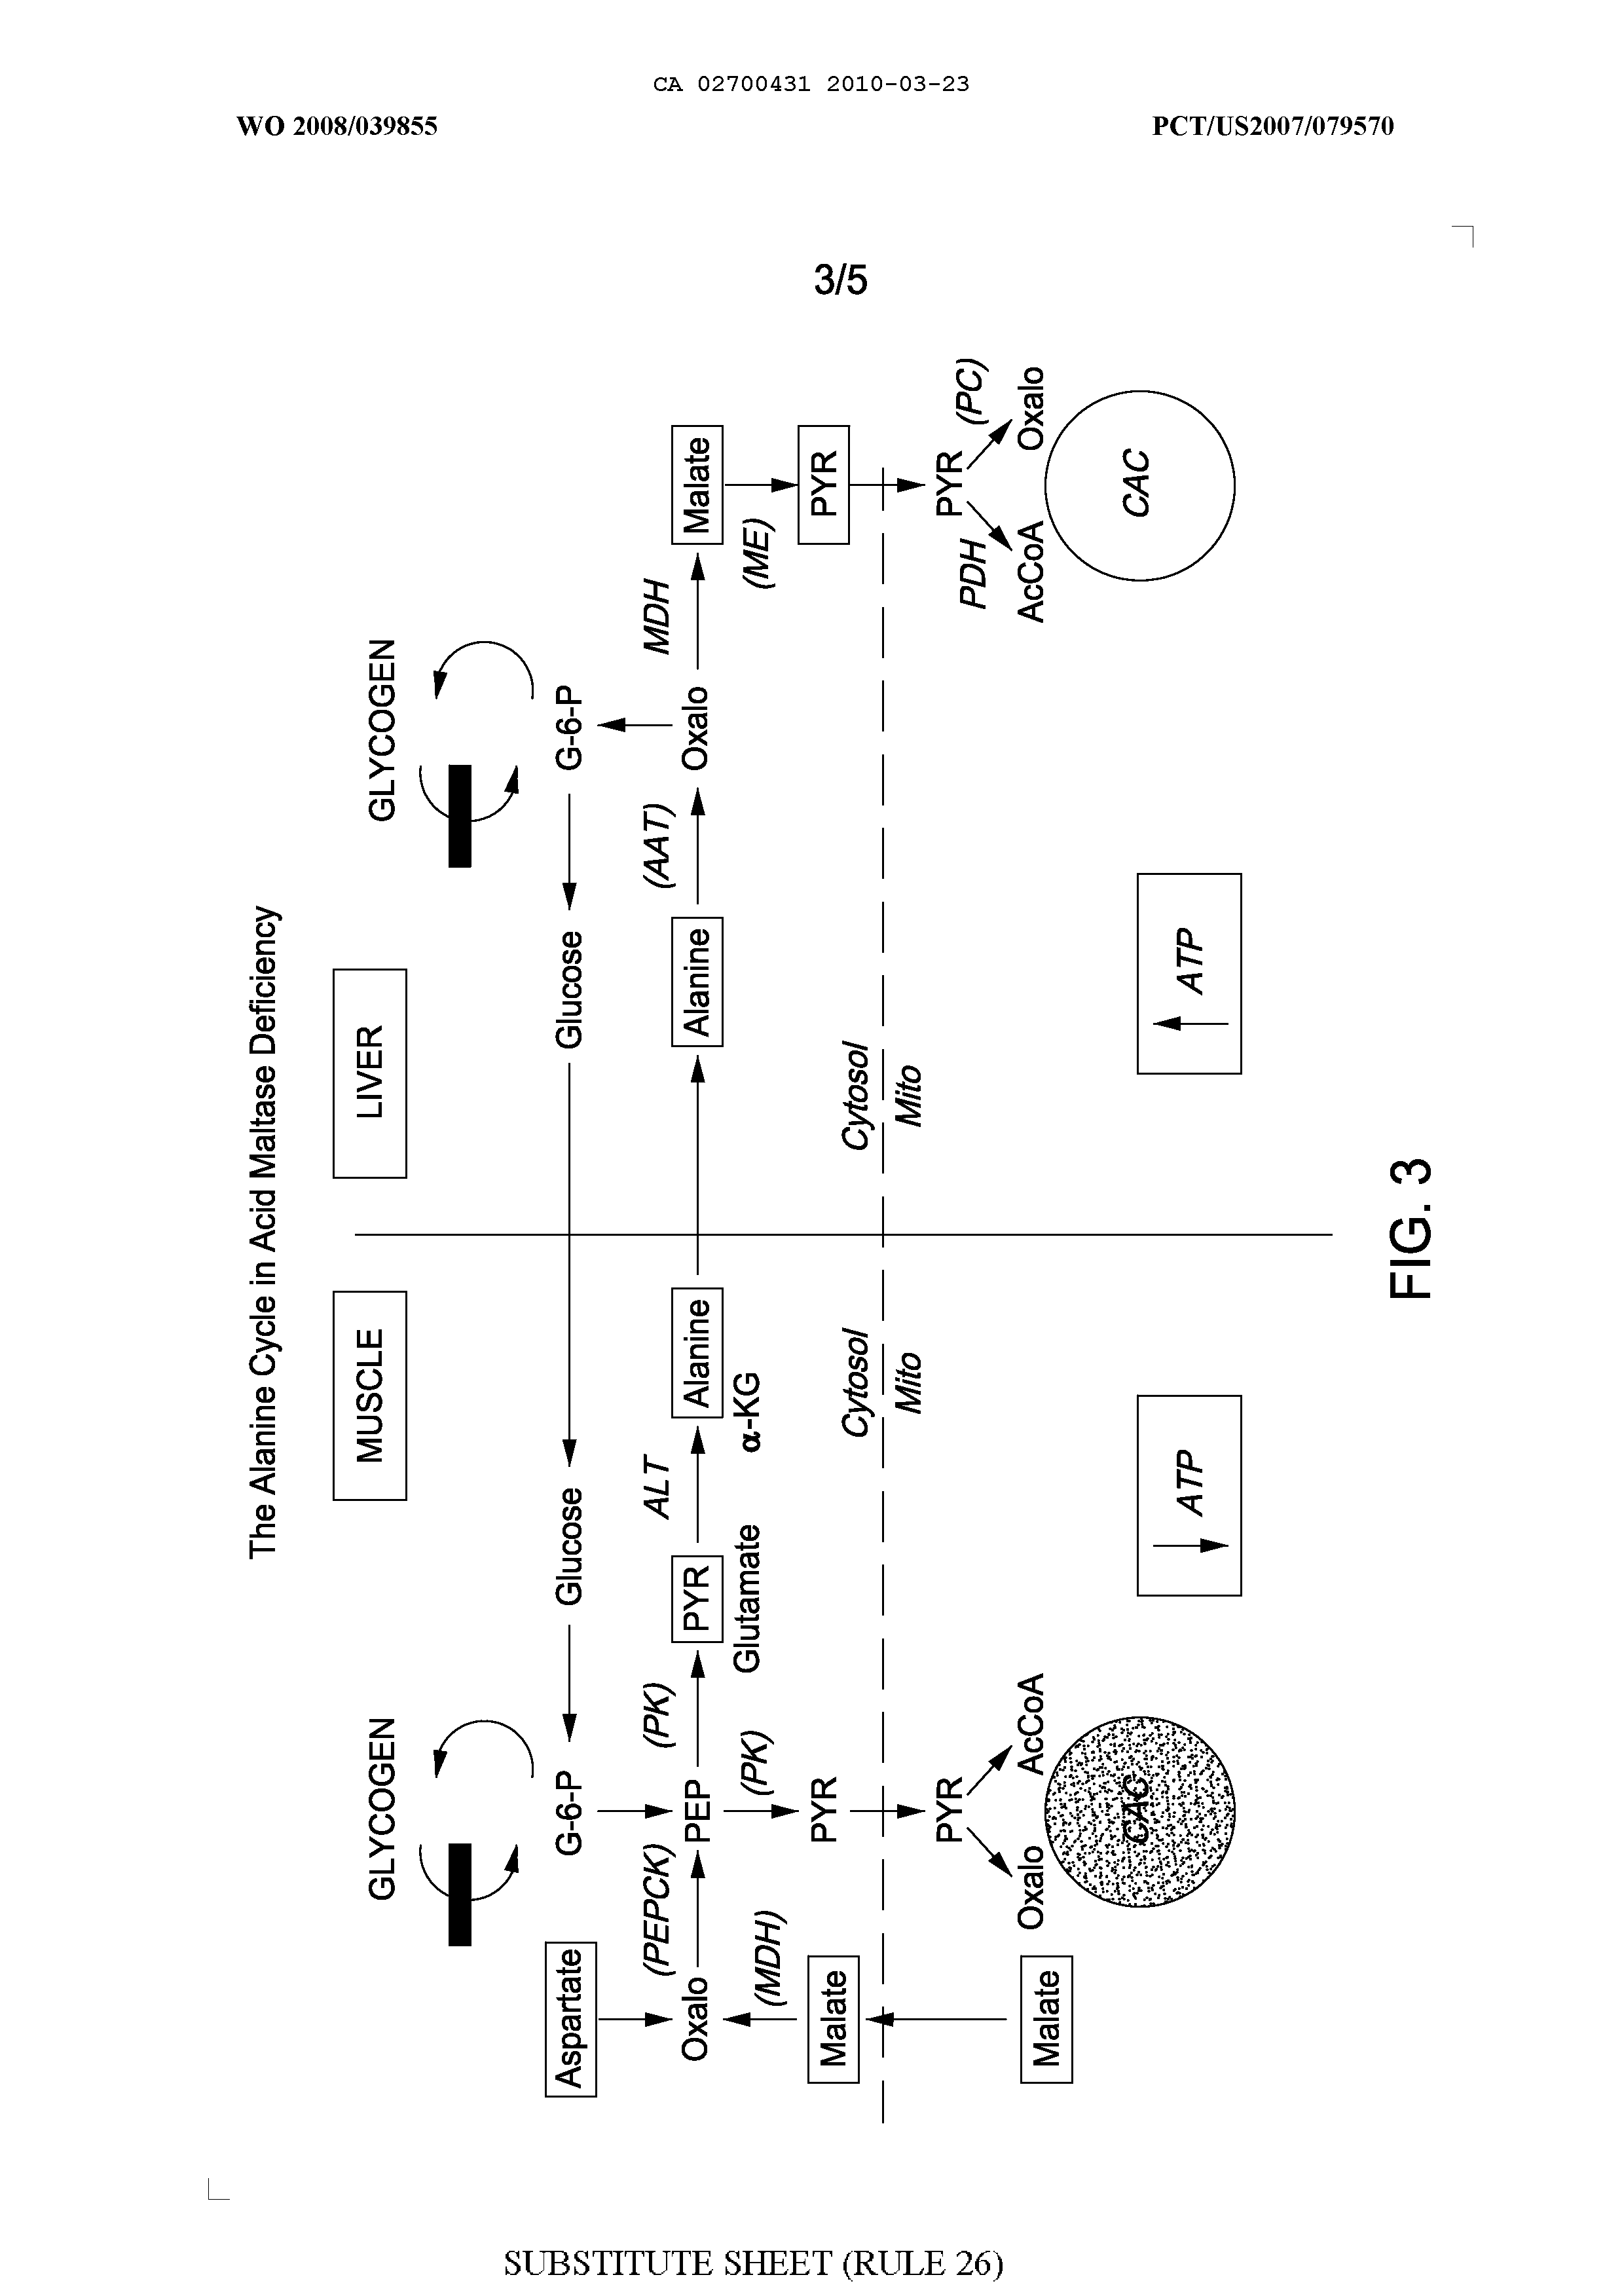 CA 02700431 2010-03-23
WO 2008/039855
PCT/US2007/079570
3/5
The Alanine Cycle in Acid Maltase Deficiency
MUSCLE
LIVER
GLYCOGEN
GLYCOGEN
Aspartate
G-6-P
Glucose
Glucose
G-6-P
(PEPCK)
(PK)
ALT
(AAT)
MDH
Oxalo
PEP
PYR
Alanine
Alanine
Oxalo
Malate
(MDH)
(PK)
Glutamate
α-KG
(ME)
Malate
PYR
PYR
Cytosol
Cytosol
Mito
Mito
PYR
PYR
PDH
(PC)
Malate
Oxalo
AcCoA
AcCoA
Oxalo
CAC
CAC
ATP
ATP
FIG. 3
SUBSTITUTE SHEET (RULE 26)